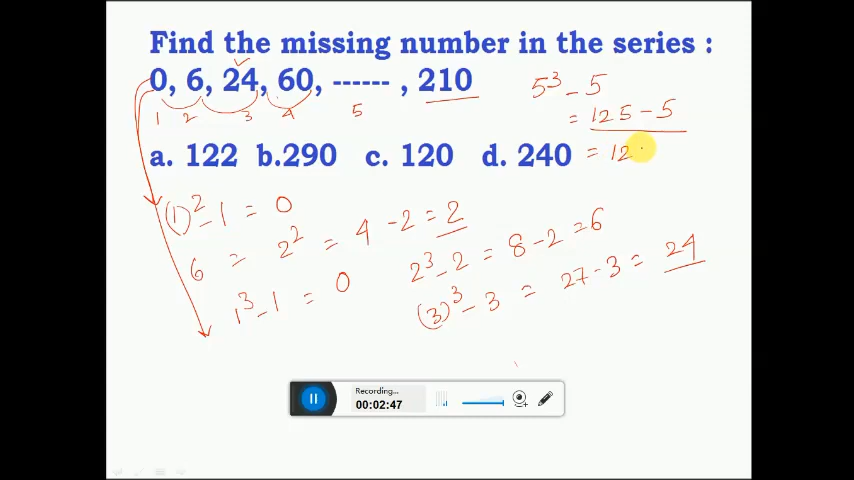 Find the missing number in the series :
0, 6, 24, 60, ------ , 210
1 2 3 4 5
5³ - 5
= 125 - 5
= 12
a. 122 b.290 c. 120 d. 240
(1)² - 1 = 0
6 = 2² = 4 - 2 = 2
1³ - 1 = 0
2³ - 2 = 8 - 2 = 6
(3)³ - 3 = 27 - 3 = 24
Recording...
00:02:47